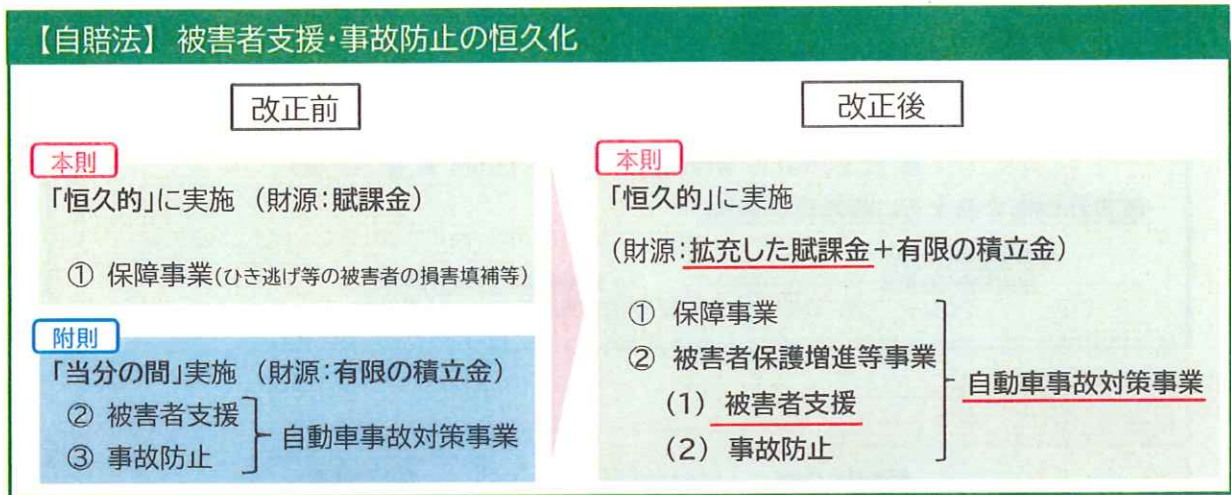 【自賠法】 被害者支援・事故防止の恒久化
改正前
本則
「恒久的」に実施 （財源：賦課金）
① 保障事業(ひき逃げ等の被害者の損害填補等)
附則
「当分の間」実施 （財源：有限の積立金）
② 被害者支援
③ 事故防止
自動車事故対策事業
改正後
本則
「恒久的」に実施
（財源：拡充した賦課金＋有限の積立金）
① 保障事業
② 被害者保護増進等事業
(1) 被害者支援
(2) 事故防止
自動車事故対策事業